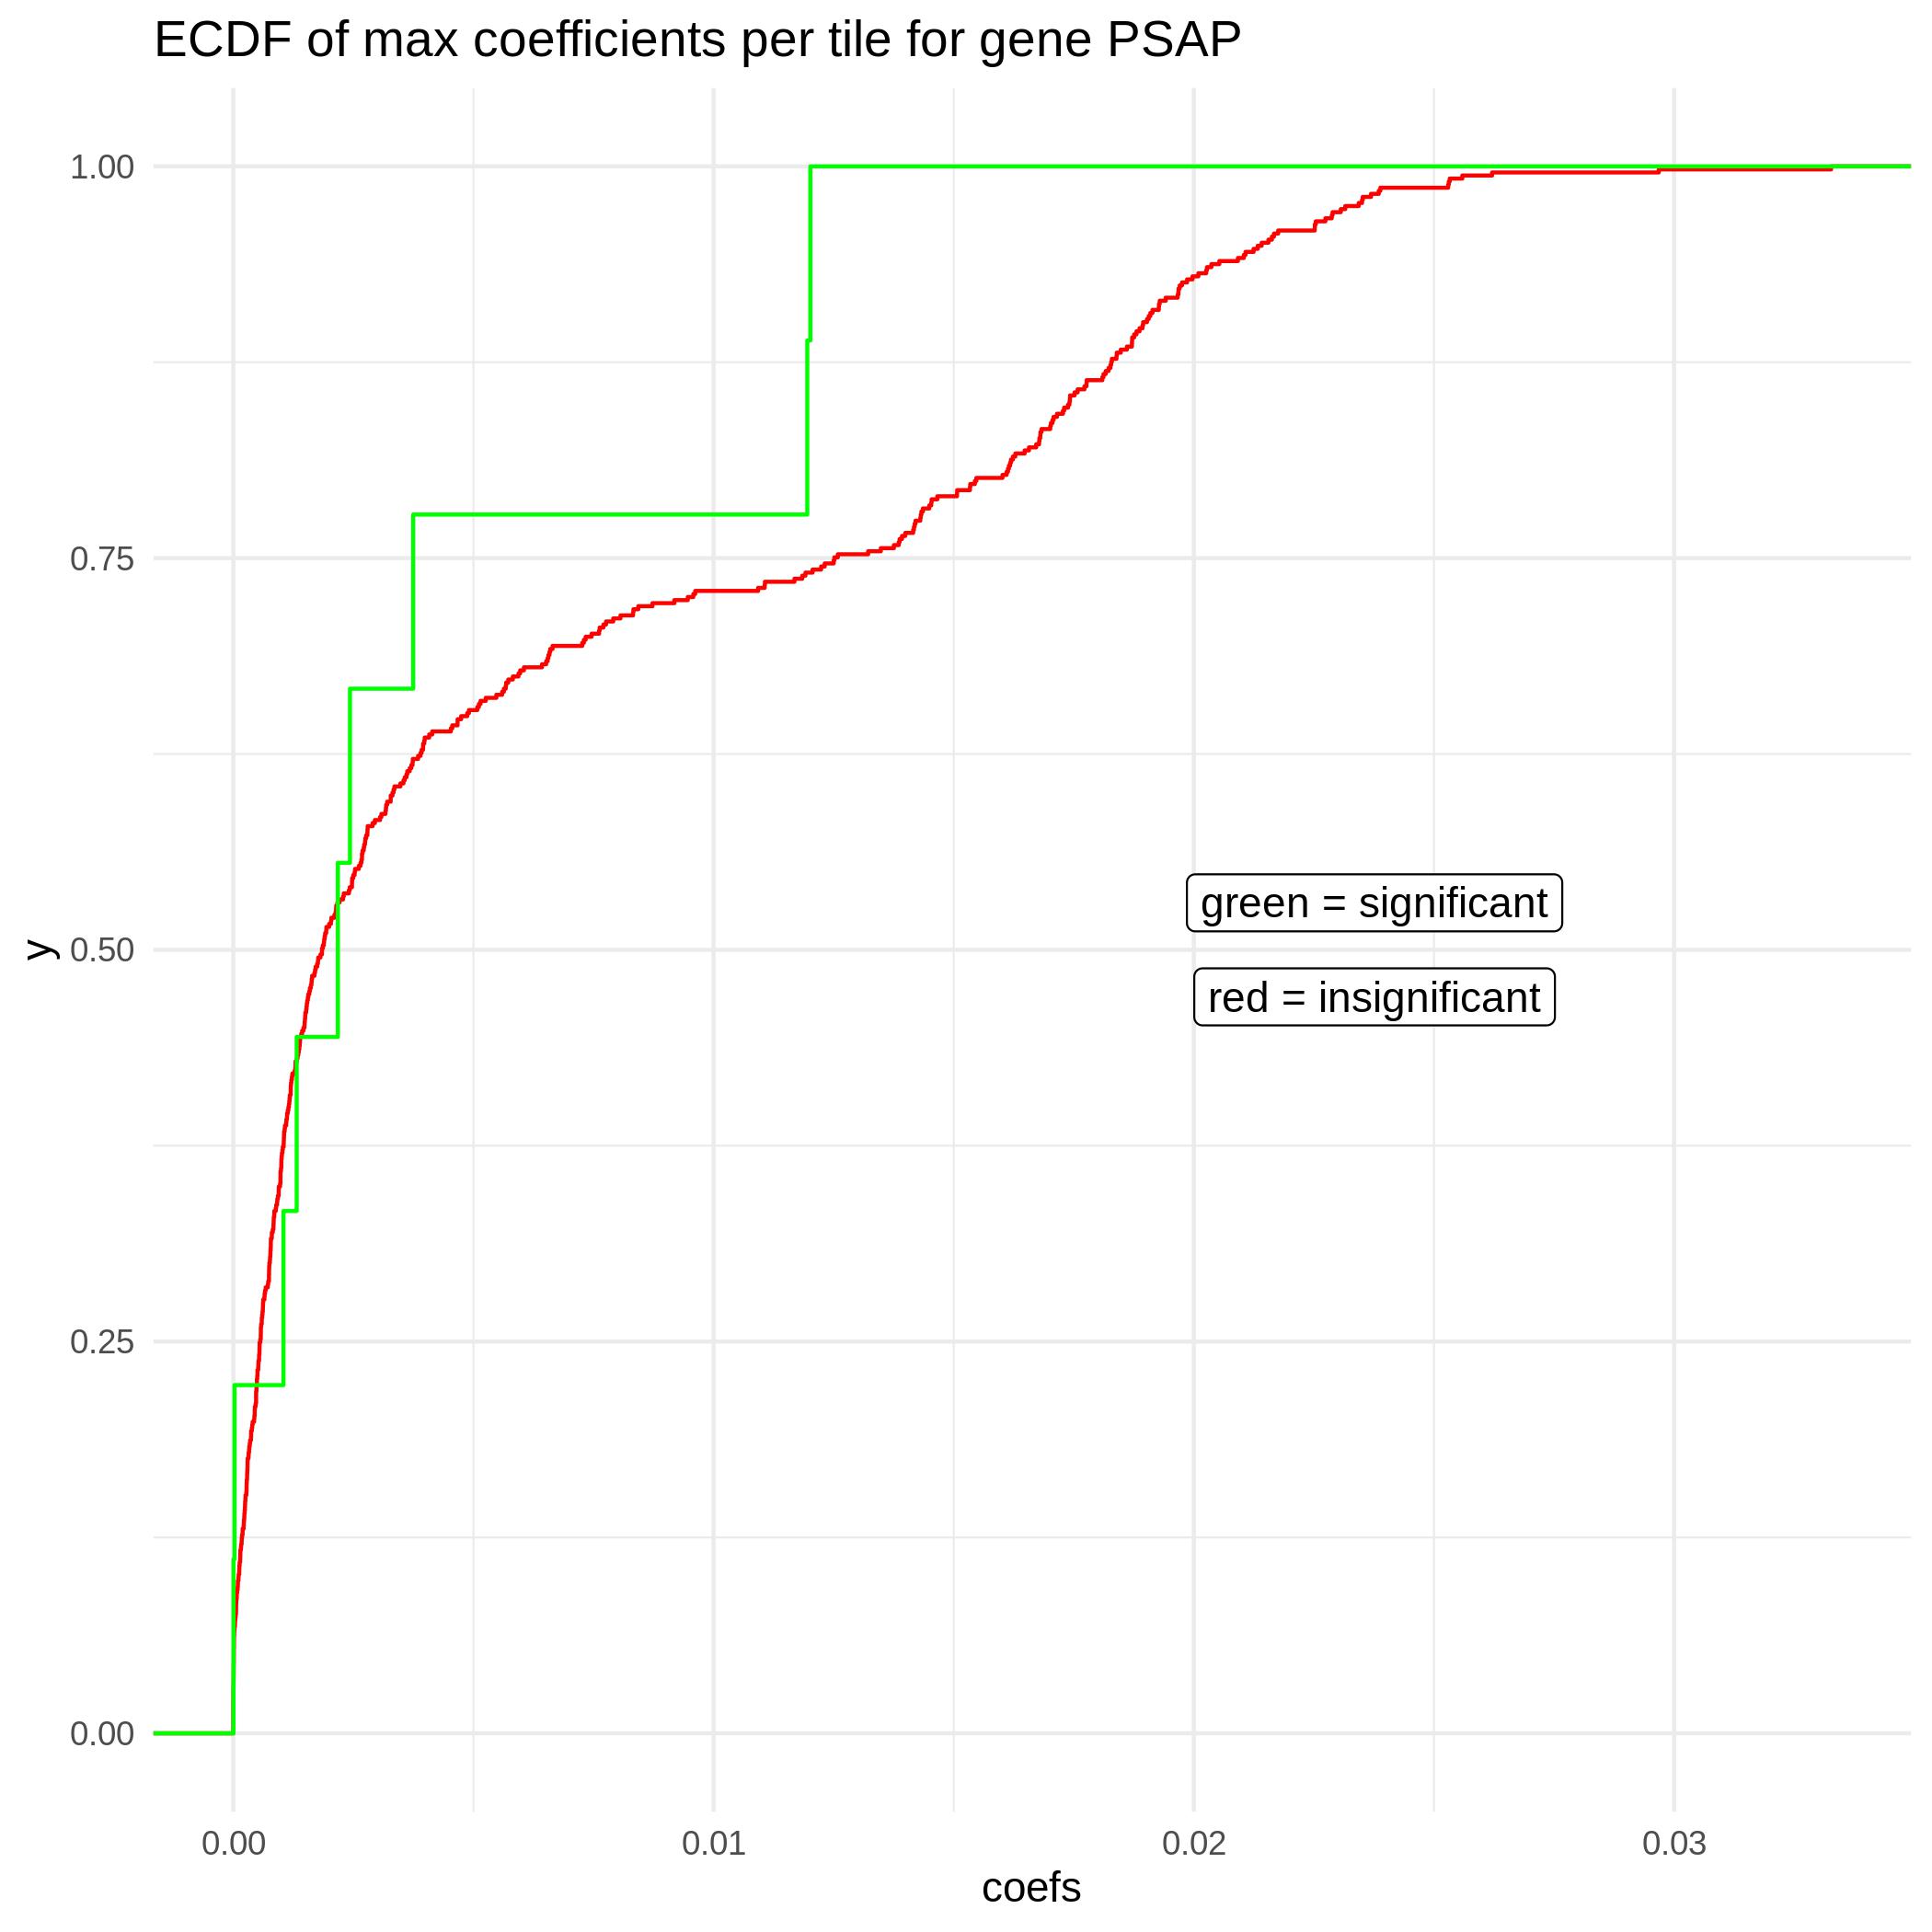 ECDF of max coefficients per tile for gene PSAP
1.00
0.75
0.50
0.25
0.00
y
green = significant
red = insignificant
0.00 0.01 0.02 0.03
coefs